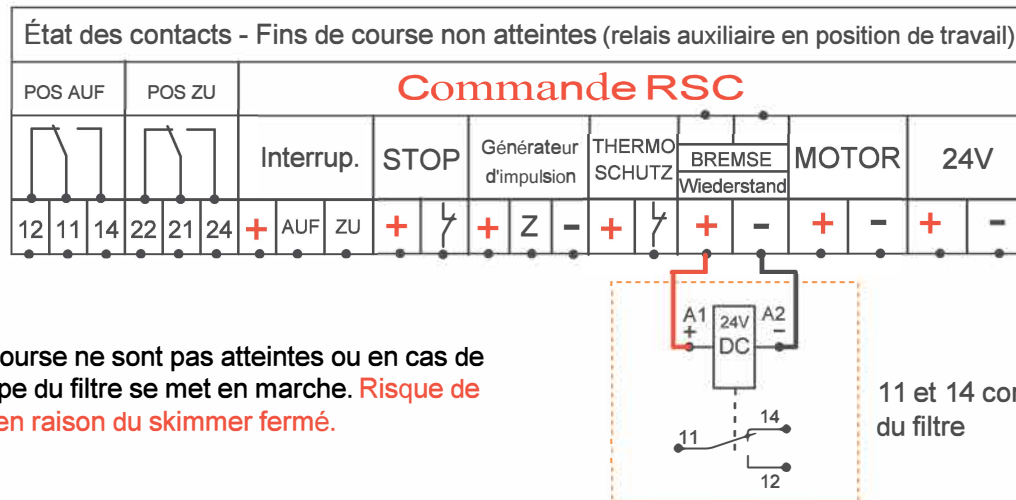 État des contacts - Fins de course non atteintes (relais auxiliaire en position de travail)
POS AUF POS ZU Commande RSC
Interrup. STOP Générateur d'impulsion THERMO SCHUTZ BREMSE Wiederstand MOTOR 24V
12 11 14 22 21 24 + AUF ZU + + Z - + + - + - + -
A1 + 24V DC A2 -
ourse ne sont pas atteintes ou en cas de
pe du filtre se met en marche. Risque de
en raison du skimmer fermé.
11 et 14 con
du filtre
14
11
12